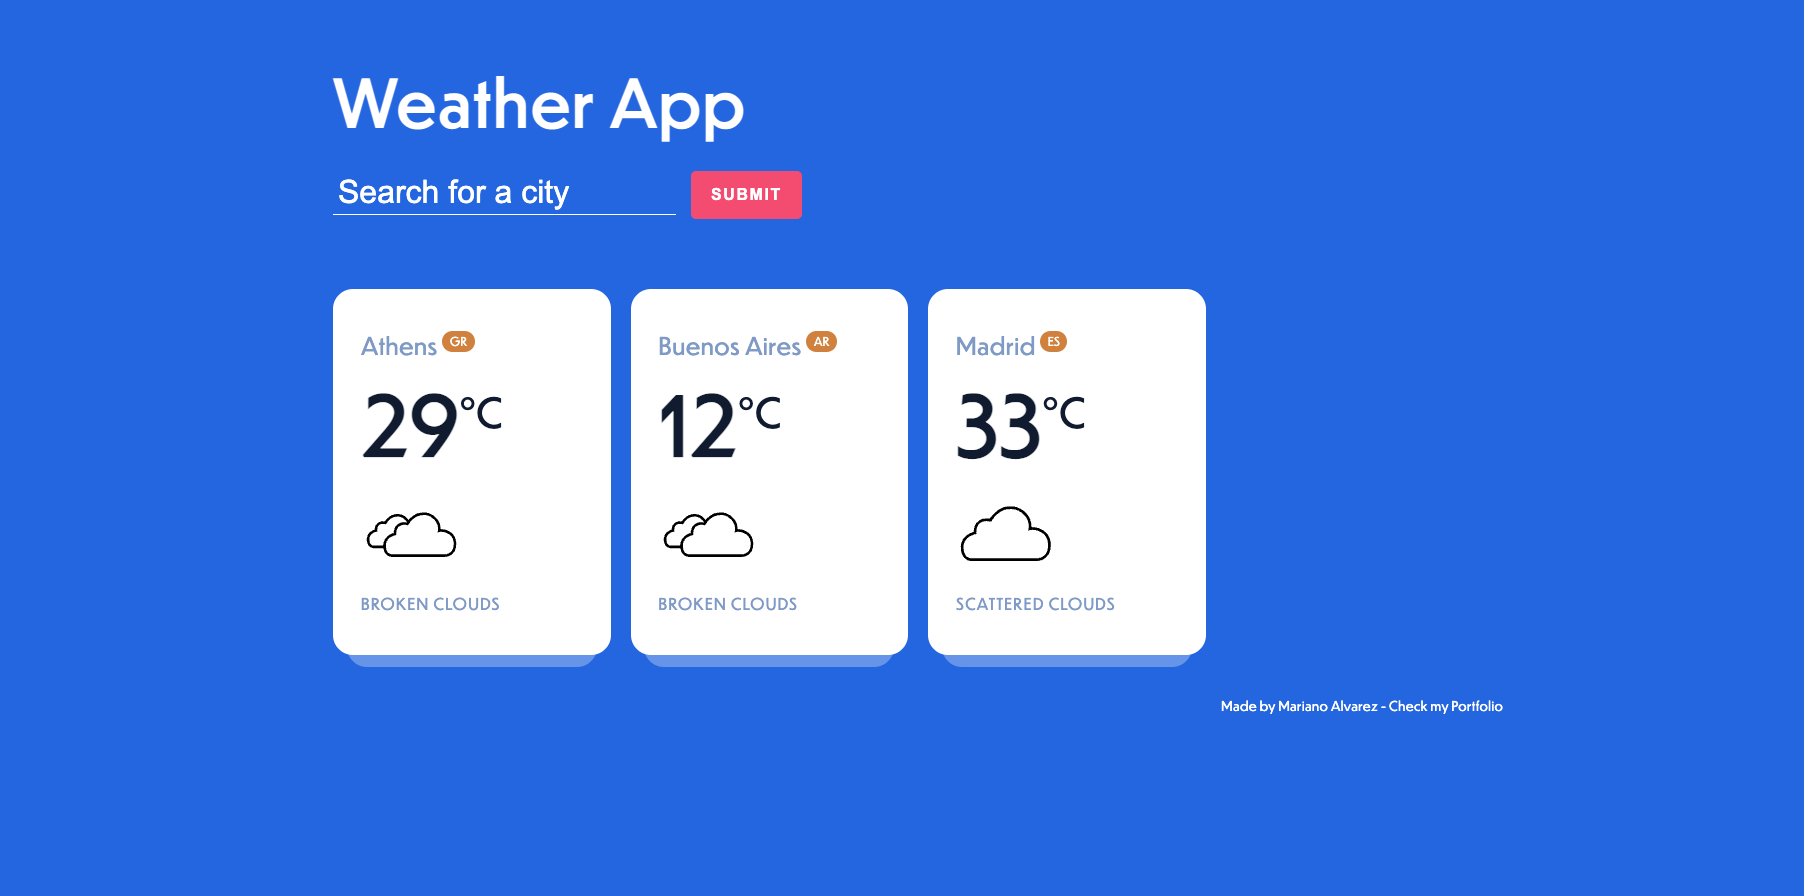 Weather App
Search for a city
SUBMIT
Athens GR
29°C
BROKEN CLOUDS
Buenos Aires AR
12°C
BROKEN CLOUDS
Madrid ES
33°C
SCATTERED CLOUDS
Made by Mariano Alvarez - Check my Portfolio